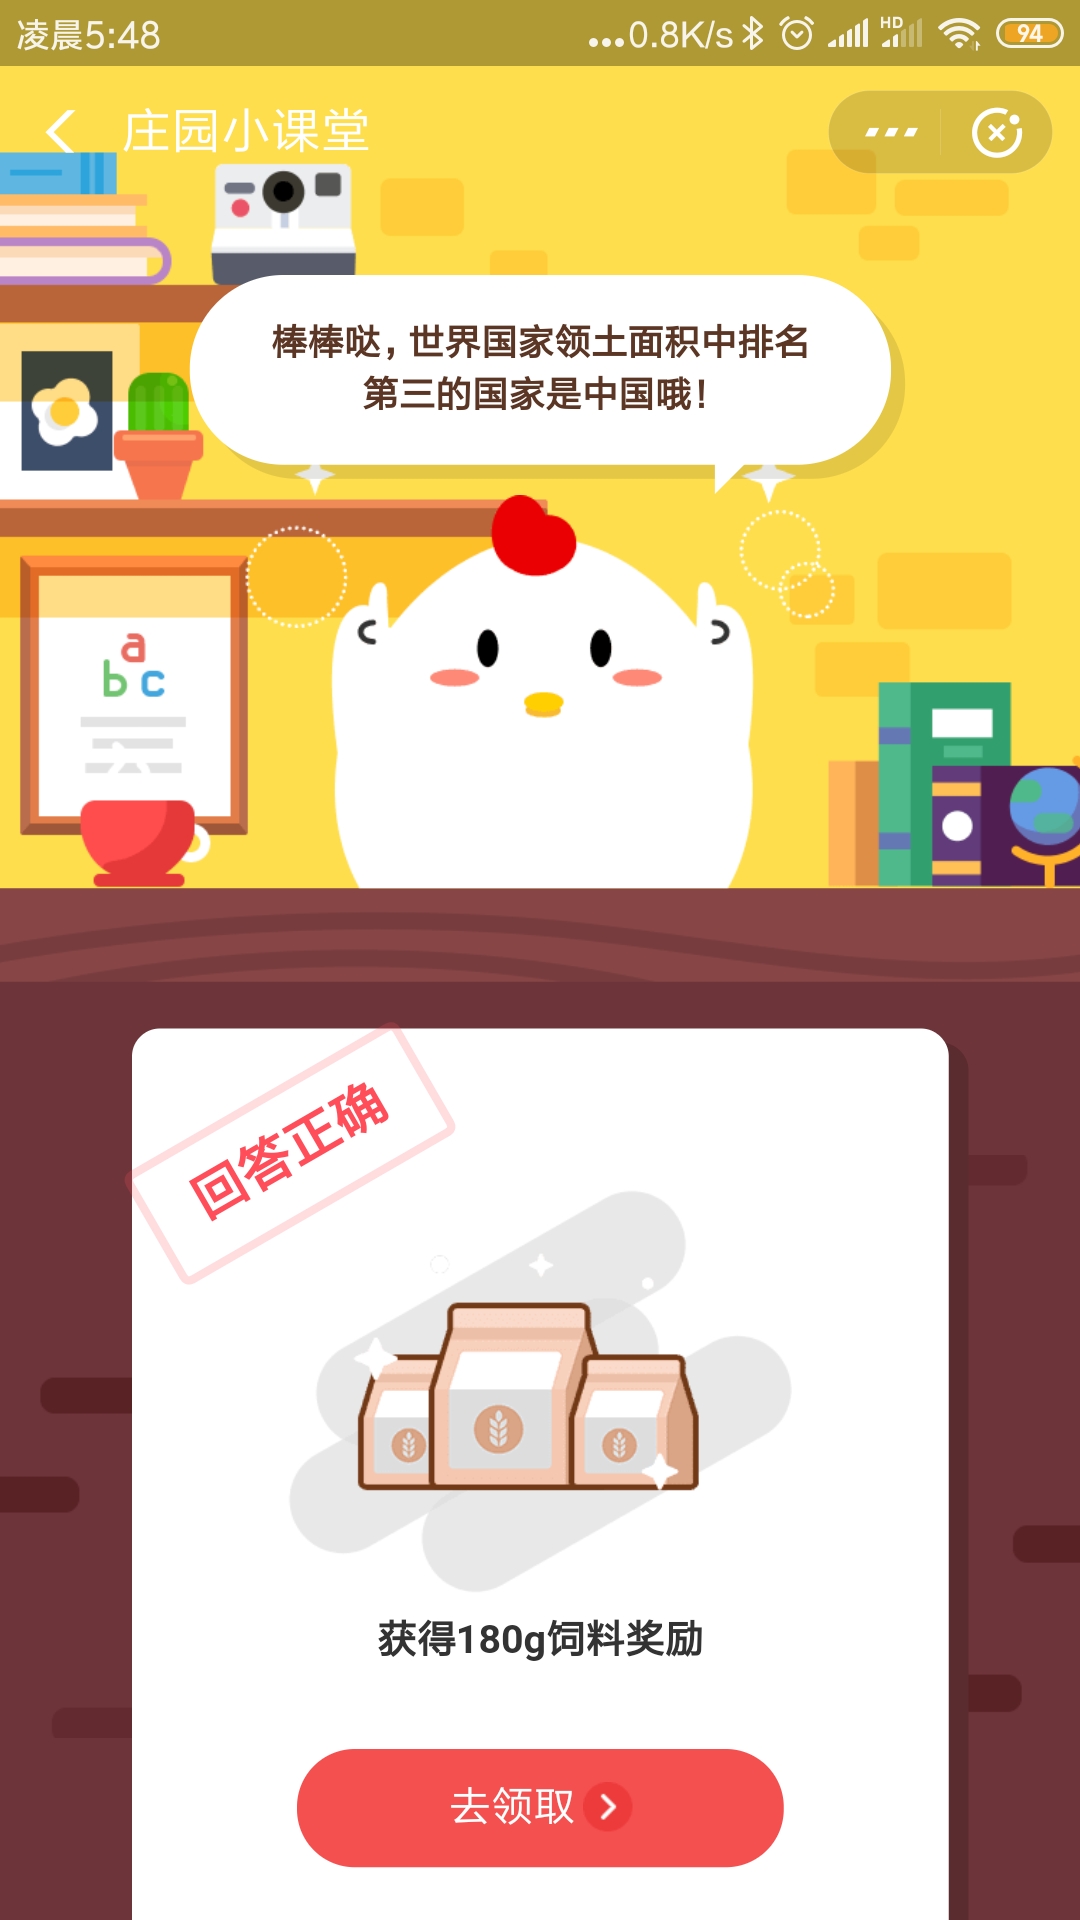 凌晨5:48
...0.8K/s
HD
94
庄园小课堂
棒棒哒，世界国家领土面积中排名
第三的国家是中国哦！
a
b c
回答正确
获得180g饲料奖励
去领取